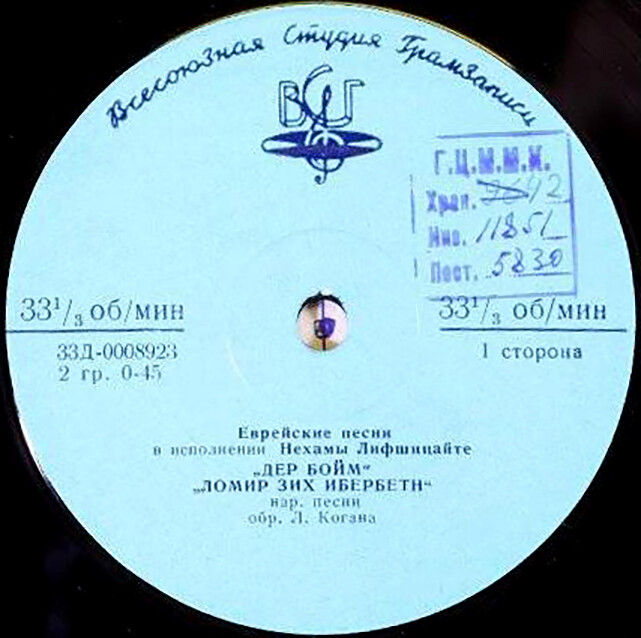 Всесоюзная Студия Грамзаписи
ВСГ
Г.Ц.М.М.К.
Хран. 42
Инв. 11851
Пост. 5830
33¹/₃ об/мин
33¹/₃ об/мин
33Д-0008923
1 сторона
2 гр. 0-45
Еврейские песни
в исполнении Нехамы Лифшицайте
„ДЕР БОЙМ“
„ЛОМИР ЗИХ ИБЕРБЕТН“
нар. песни
обр. Л. Когана